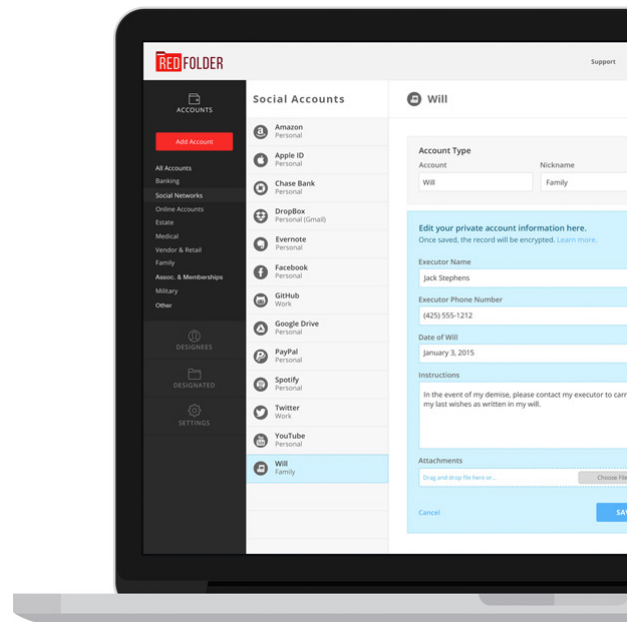 RED FOLDER
Support
ACCOUNTS
Add Account
All Accounts
Banking
Social Networks
Online Accounts
Estate
Medical
Vendor & Retail
Family
Assoc. & Memberships
Military
Other
DESIGNEES
DESIGNATED
SETTINGS
Social Accounts
Amazon
Personal
Apple ID
Personal
Chase Bank
Personal
DropBox
Personal (Gmail)
Evernote
Personal
Facebook
Personal
GitHub
Work
Google Drive
Personal
PayPal
Personal
Spotify
Personal
Twitter
Work
YouTube
Personal
Will
Family
Will
Account Type
Account Nickname
Will Family
Edit your private account information here.
Once saved, the record will be encrypted. Learn more.
Executor Name
Jack Stephens
Executor Phone Number
(425) 555-1212
Date of Will
January 3, 2015
Instructions
In the event of my demise, please contact my executor to carr
my last wishes as written in my will.
Attachments
Drag and drop file here or... Choose File
Cancel SAV